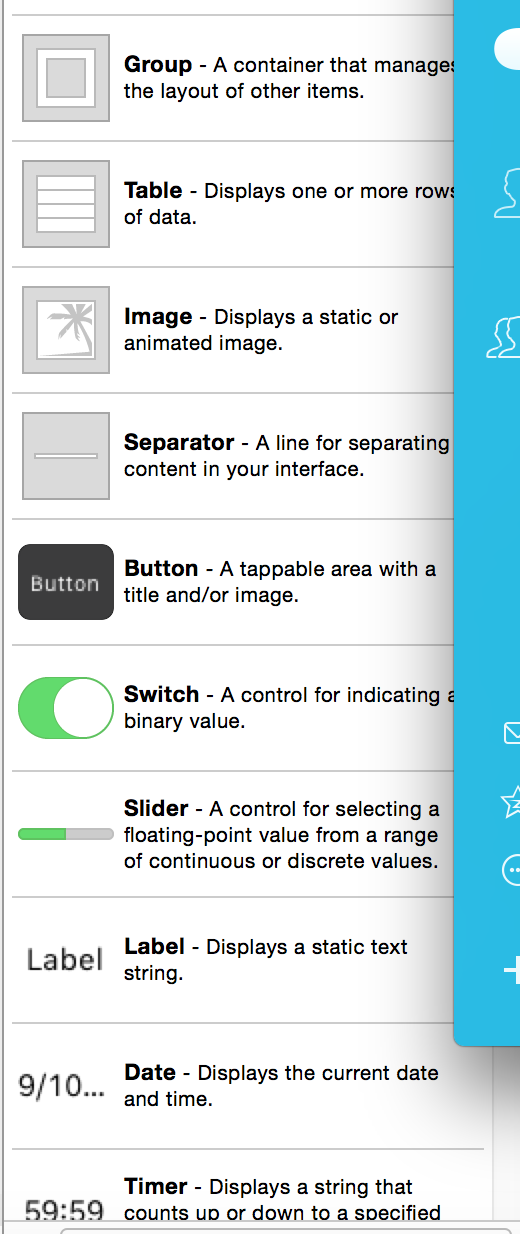 Group - A container that manages
the layout of other items.
Table - Displays one or more rows
of data.
Image - Displays a static or
animated image.
Separator - A line for separating
content in your interface.
Button
Button - A tappable area with a
title and/or image.
Switch - A control for indicating a
binary value.
Slider - A control for selecting a
floating-point value from a range
of continuous or discrete values.
Label
Label - Displays a static text
string.
9/10...
Date - Displays the current date
and time.
59:59
Timer - Displays a string that
counts up or down to a specified